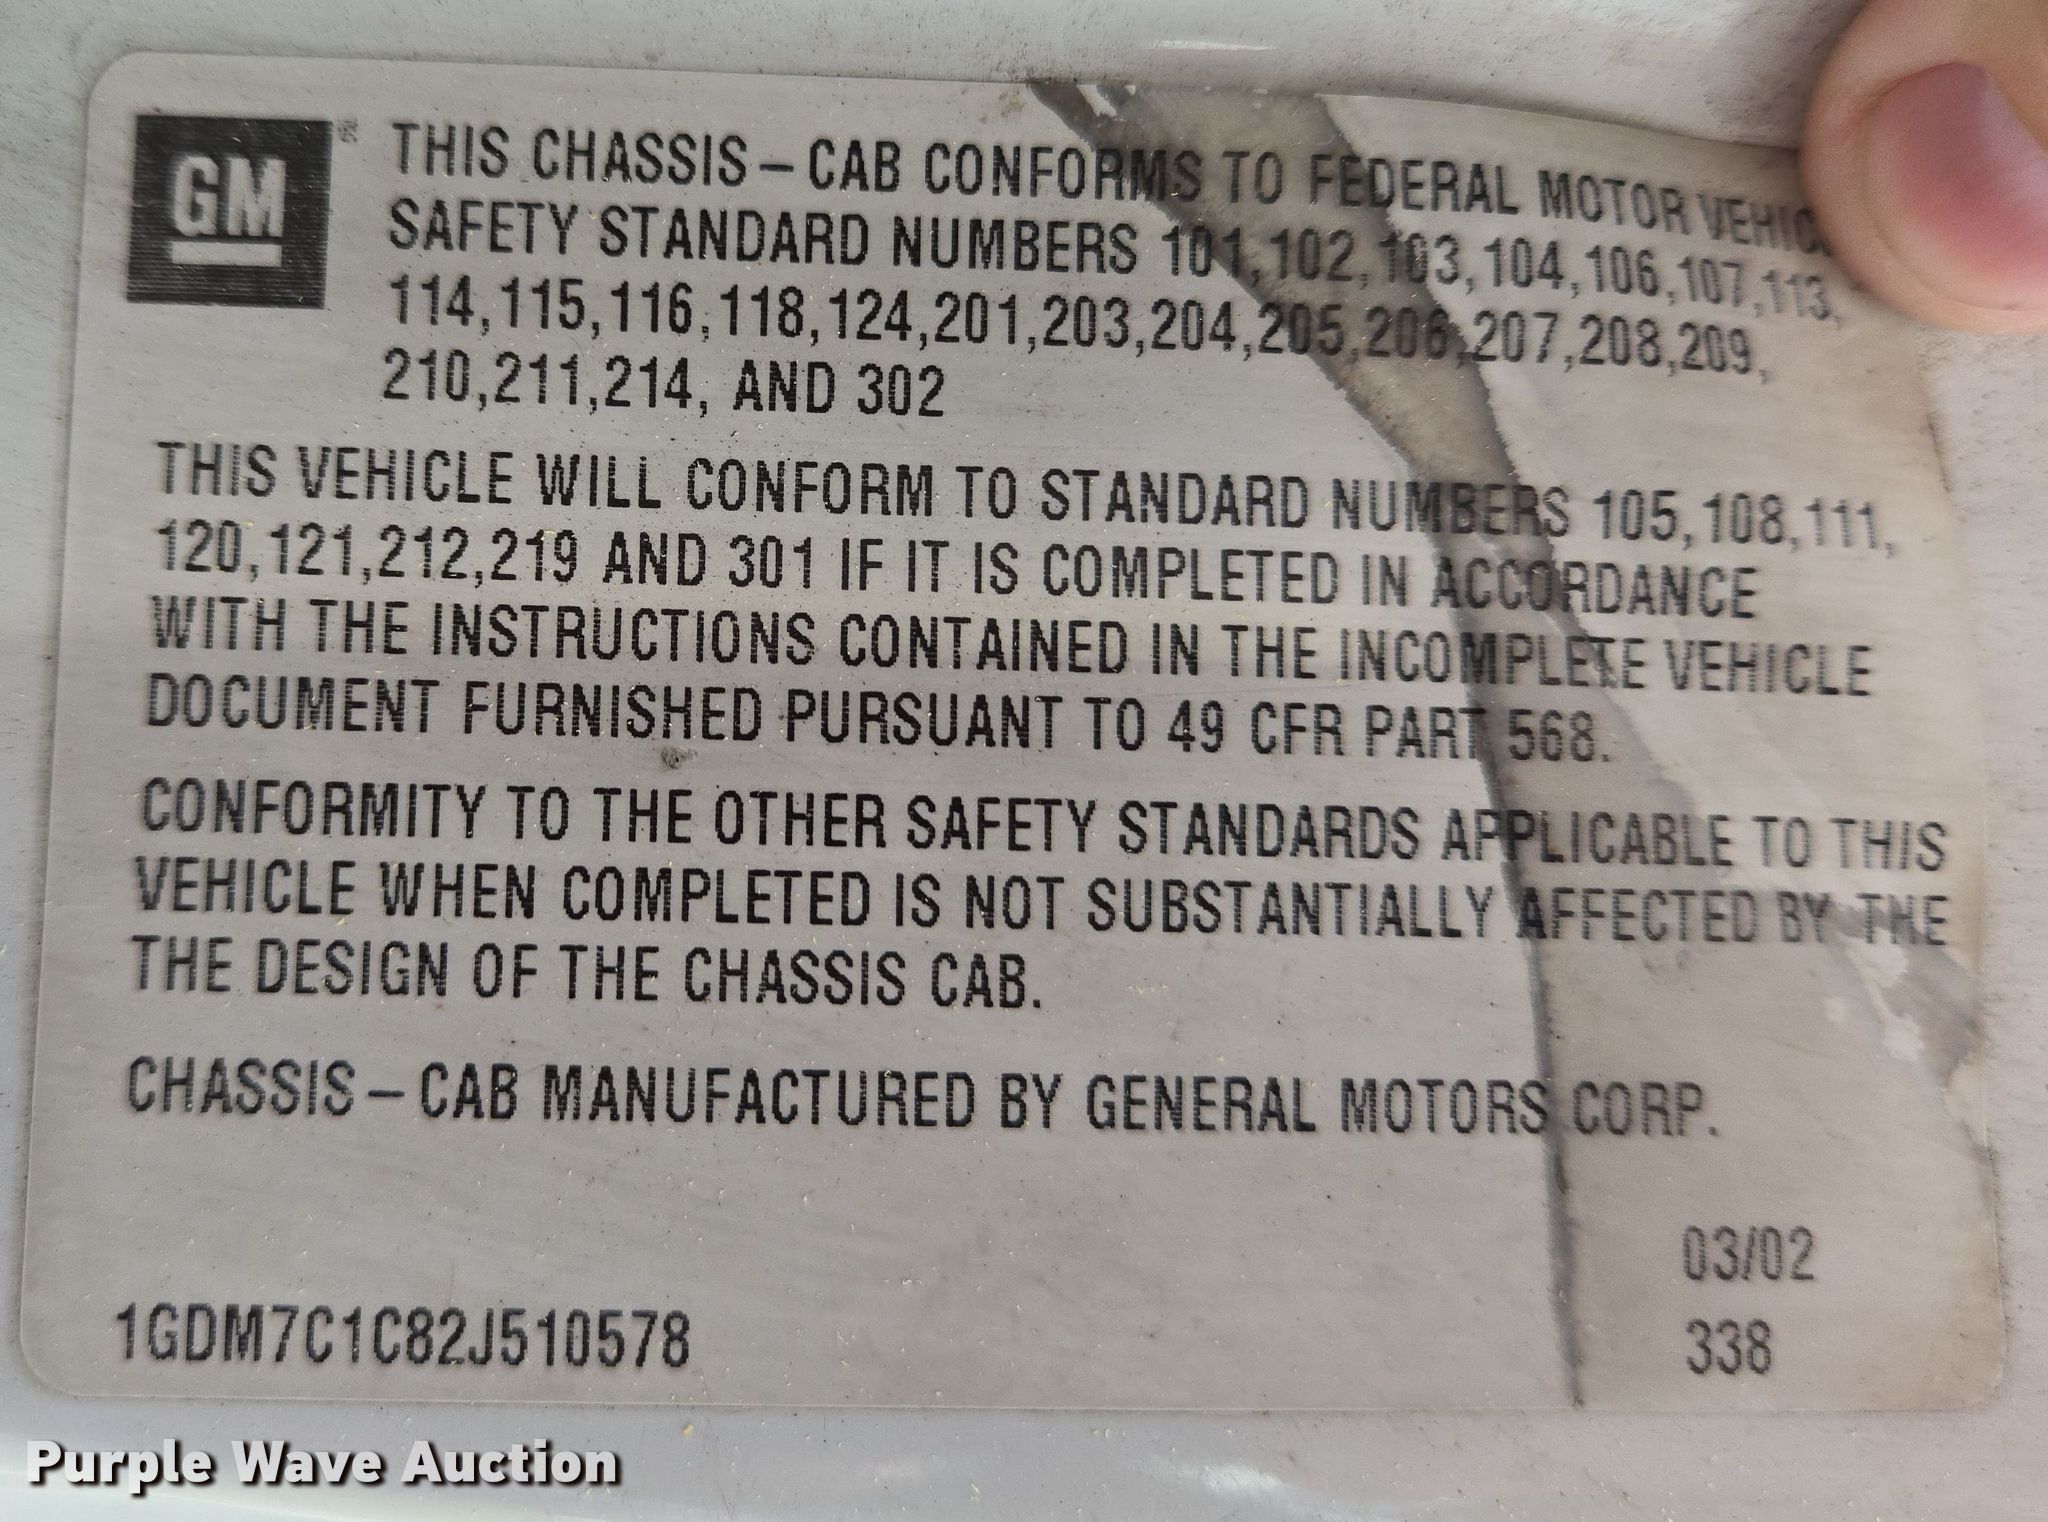 GM
THIS CHASSIS – CAB CONFORMS TO FEDERAL MOTOR
SAFETY STANDARD NUMBERS 101,102,103,104,106,107,113,
114,115,116,118,124,201,203,204,205,206,207,208,209,
210,211,214, AND 302
THIS VEHICLE WILL CONFORM TO STANDARD NUMBERS 105,108,111,
120,121,212,219 AND 301 IF IT IS COMPLETED IN ACCORDANCE
WITH THE INSTRUCTIONS CONTAINED IN THE INCOMPLETE VEHICLE
DOCUMENT FURNISHED PURSUANT TO 49 CFR PART 568.
CONFORMITY TO THE OTHER SAFETY STANDARDS APPLICABLE TO THIS
VEHICLE WHEN COMPLETED IS NOT SUBSTANTIALLY AFFECTED BY THE
THE DESIGN OF THE CHASSIS CAB.
CHASSIS – CAB MANUFACTURED BY GENERAL MOTORS CORP.
03/02
1GDM7C1C82J510578
338
Purple Wave Auction